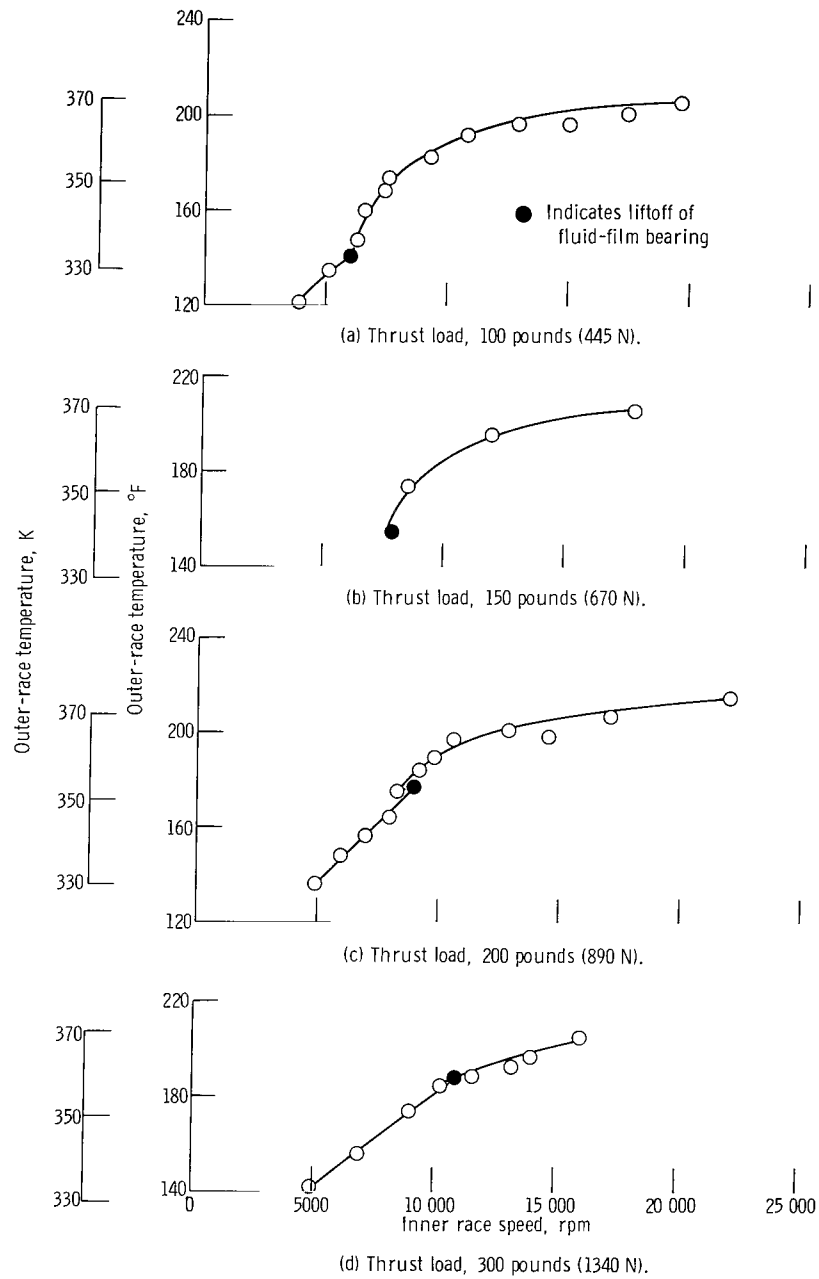 240
200
160
120
370
350
330
Indicates liftoff of
fluid-film bearing
(a) Thrust load, 100 pounds (445 N).
220
180
140
370
350
330
(b) Thrust load, 150 pounds (670 N).
Outer-race temperature, K
Outer-race temperature, °F
240
200
160
120
370
350
330
(c) Thrust load, 200 pounds (890 N).
220
180
140
370
350
330
0 5000 10 000 15 000 20 000 25 000
Inner race speed, rpm
(d) Thrust load, 300 pounds (1340 N).